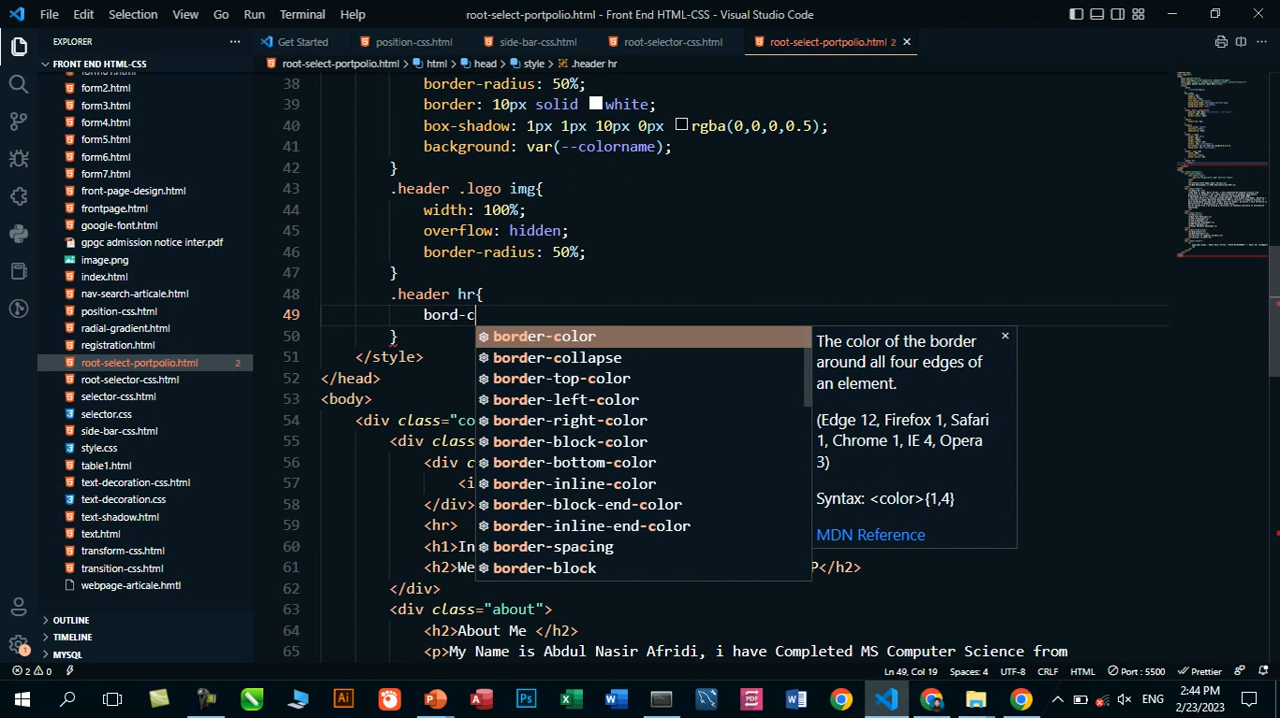 File Edit Selection View Go Run Terminal Help
root-select-portpolio.html - Front End HTML-CSS - Visual Studio Code
EXPLORER
Get Started position-css.html side-bar-css.html root-selector-css.html root-select-portpolio.html 2
FRONT END HTML-CSS
root-select-portpolio.html > html > head > style > .header hr
form2.html
form3.html
form4.html
form5.html
form6.html
form7.html
front-page-design.html
frontpage.html
google-font.html
gpgc admission notice inter.pdf
image.png
index.html
nav-search-articale.html
position-css.html
radial-gradient.html
registration.html
root-select-portpolio.html 2
root-selector-css.html
selector-css.html
selector.css
side-bar-css.html
style.css
table1.html
text-decoration-css.html
text-decoration.css
text-shadow.html
text.html
transform-css.html
transition-css.html
webpage-articale.hmtl
OUTLINE
TIMELINE
MYSQL
38 border-radius: 50%;
39 border: 10px solid white;
40 box-shadow: 1px 1px 10px 0px rgba(0,0,0,0.5);
41 background: var(--colorname);
42 }
43 .header .logo img{
44 width: 100%;
45 overflow: hidden;
46 border-radius: 50%;
47 }
48 .header hr{
49 bord-c
50 }
51 </style>
52 </head>
53 <body>
54 <div class="co
55 <div class
56 <div c
57 <i
58 </div>
59 <hr>
60 <h1>In
61 <h2>We P</h2>
62 </div>
63 <div class="about">
64 <h2>About Me </h2>
65 <p>My Name is Abdul Nasir Afridi, i have Completed MS Computer Science from
border-color
border-collapse
border-top-color
border-left-color
border-right-color
border-block-color
border-bottom-color
border-inline-color
border-block-end-color
border-inline-end-color
border-spacing
border-block
The color of the border
around all four edges of
an element.
(Edge 12, Firefox 1, Safari
1, Chrome 1, IE 4, Opera
3)
Syntax: <color>{1,4}
MDN Reference
2 0 Ln 49, Col 19 Spaces: 4 UTF-8 CRLF HTML Port : 5500 Prettier
ENG 2:44 PM
2/23/2023